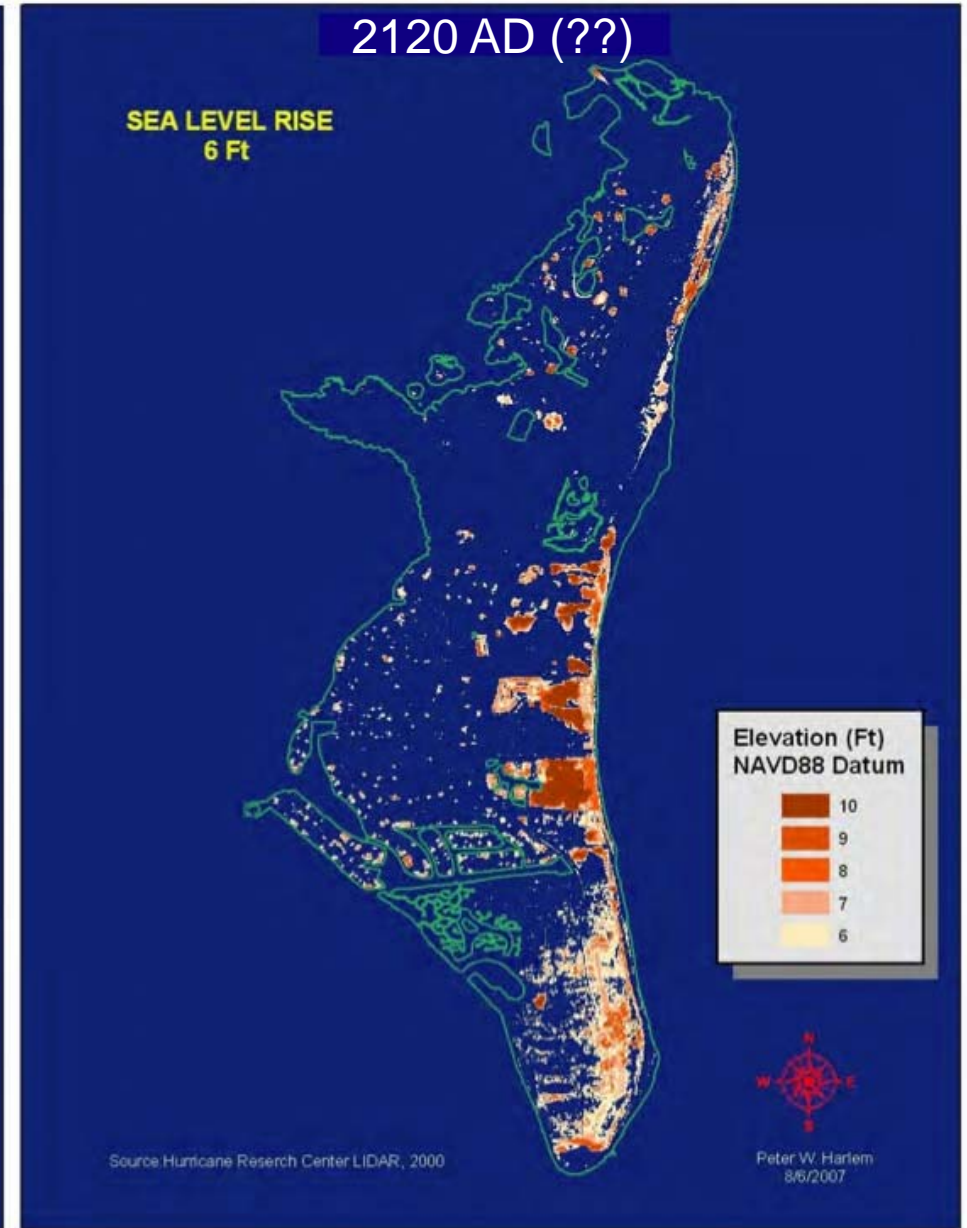 2120 AD (??)
SEA LEVEL RISE
6 Ft
Elevation (Ft)
NAVD88 Datum
10
9
8
7
6
N
W E
S
Source:Hurricane Reserch Center LIDAR, 2000
Peter W. Harlem
8/6/2007